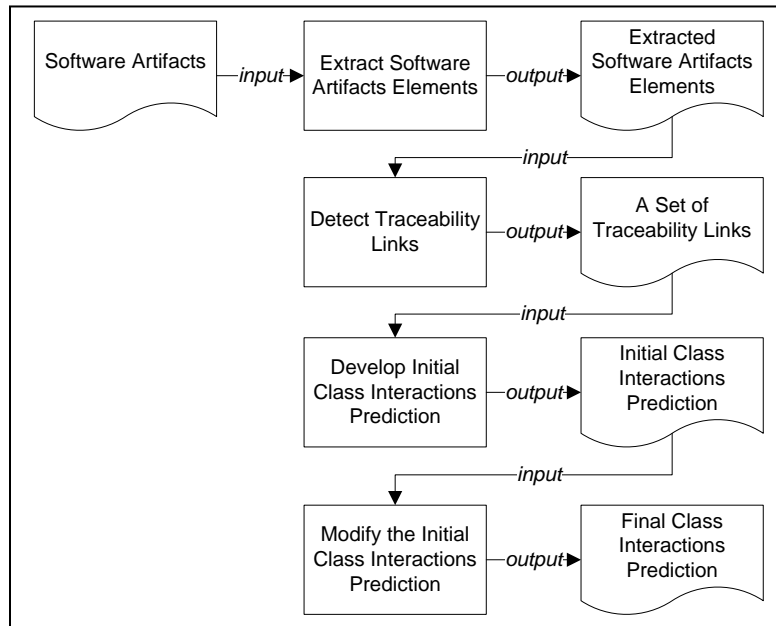 Software Artifacts
input
Extract Software
Artifacts Elements
output
Extracted
Software Artifacts
Elements
input
Detect Traceability
Links
output
A Set of
Traceability Links
input
Develop Initial
Class Interactions
Prediction
output
Initial Class
Interactions
Prediction
input
Modify the Initial
Class Interactions
Prediction
output
Final Class
Interactions
Prediction